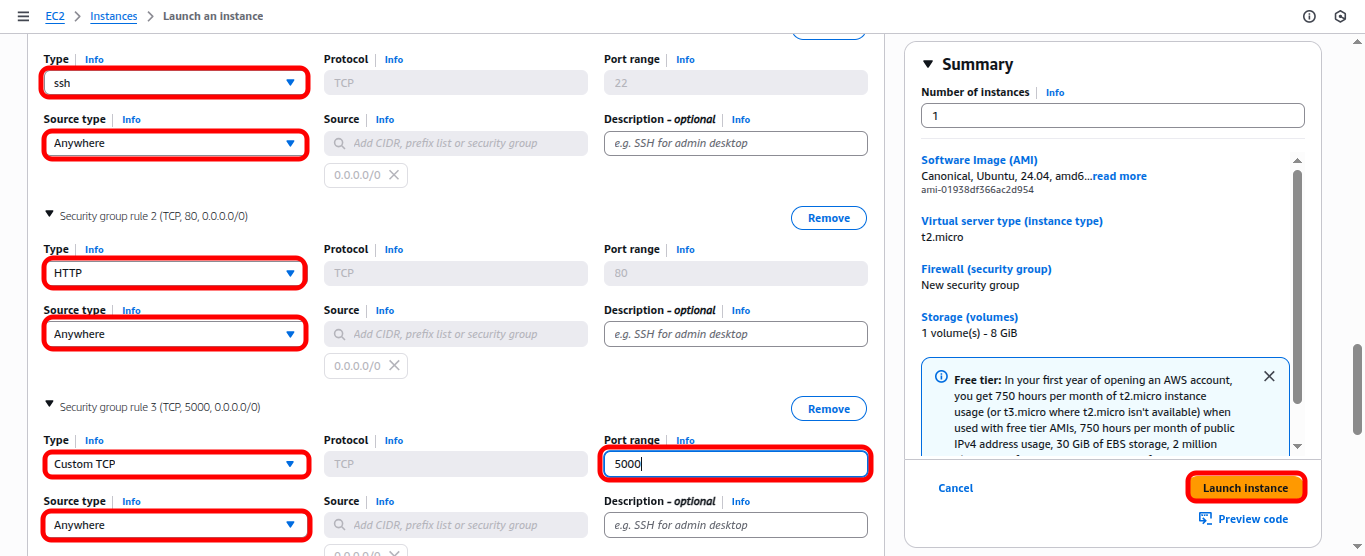 EC2 > Instances > Launch an instance
Type Info Protocol Info Port range Info
ssh TCP 22
Source type Info Source Info Description – optional Info
Anywhere Add CIDR, prefix list or security group e.g. SSH for admin desktop
0.0.0.0/0
Security group rule 2 (TCP, 80, 0.0.0.0/0) Remove
Type Info Protocol Info Port range Info
HTTP TCP 80
Source type Info Source Info Description – optional Info
Anywhere Add CIDR, prefix list or security group e.g. SSH for admin desktop
0.0.0.0/0
Security group rule 3 (TCP, 5000, 0.0.0.0/0) Remove
Type Info Protocol Info Port range Info
Custom TCP TCP 5000
Source type Info Source Info Description – optional Info
Anywhere Add CIDR, prefix list or security group e.g. SSH for admin desktop
0.0.0.0/0
Summary
Number of instances Info
1
Software Image (AMI)
Canonical, Ubuntu, 24.04, amd6...read more
ami-01938df366ac2d954
Virtual server type (instance type)
t2.micro
Firewall (security group)
New security group
Storage (volumes)
1 volume(s) - 8 GiB
Free tier: In your first year of opening an AWS account,
you get 750 hours per month of t2.micro instance
usage (or t3.micro where t2.micro isn't available) when
used with free tier AMIs, 750 hours per month of public
IPv4 address usage, 30 GiB of EBS storage, 2 million
Cancel Launch instance
Preview code